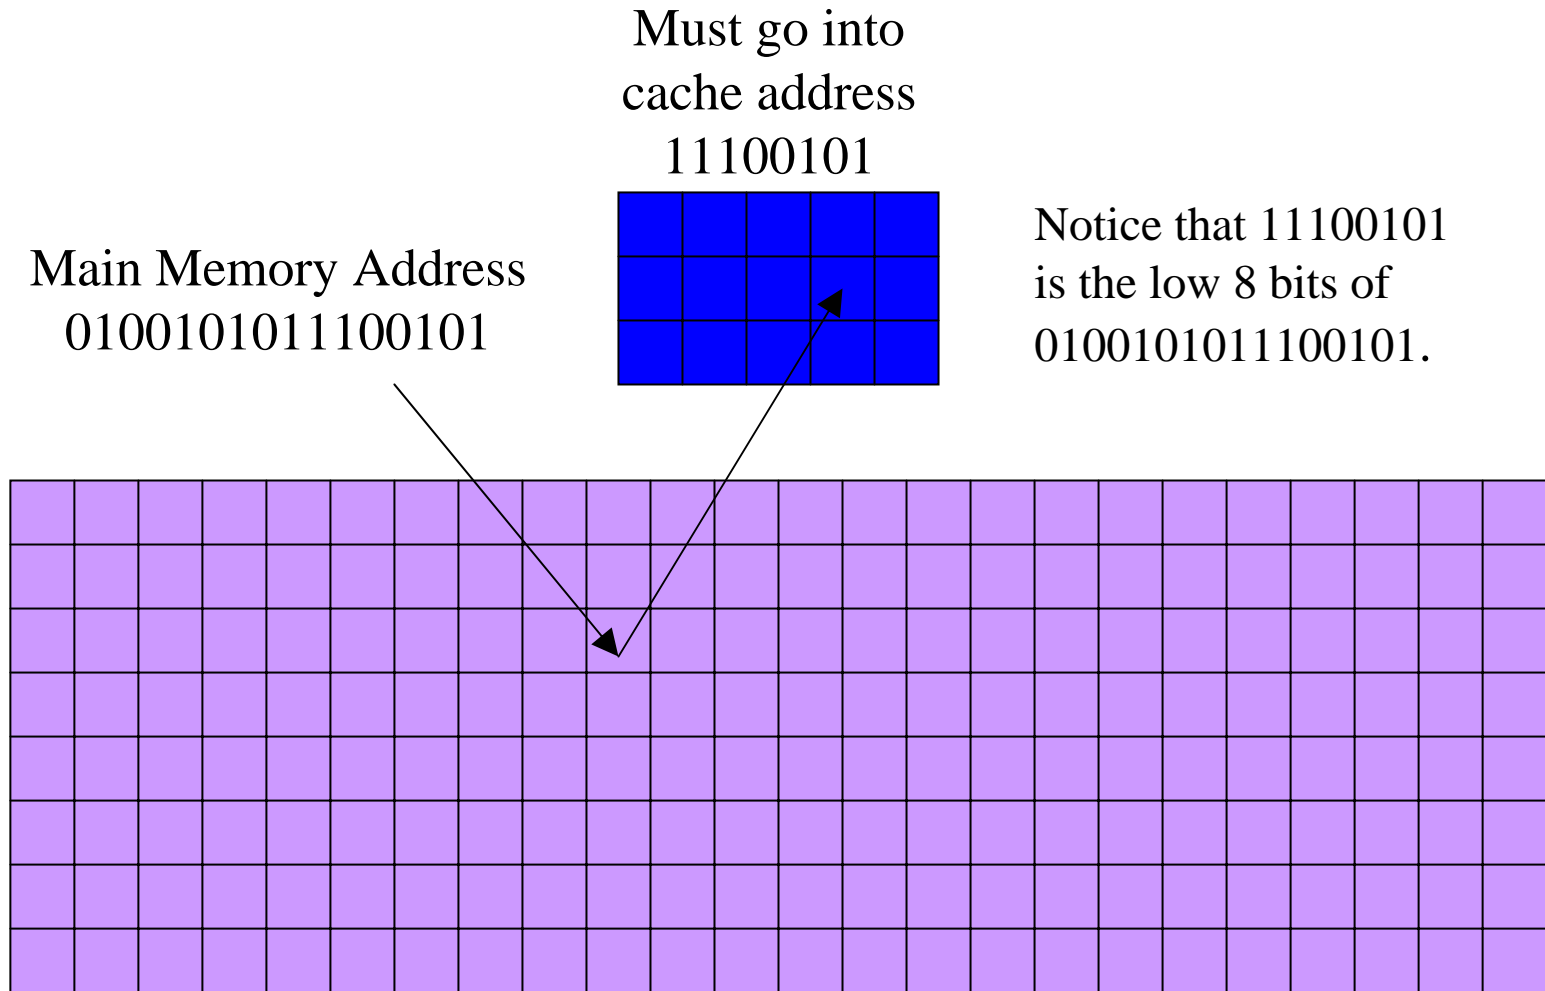 Must go into
cache address
11100101
Main Memory Address
0100101011100101
Notice that 11100101
is the low 8 bits of
0100101011100101.